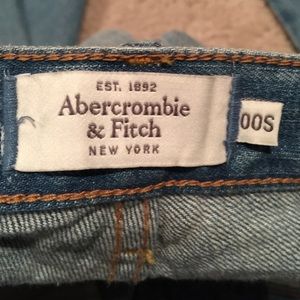 EST. 1892
Abercrombie
& Fitch
NEW YORK
00S